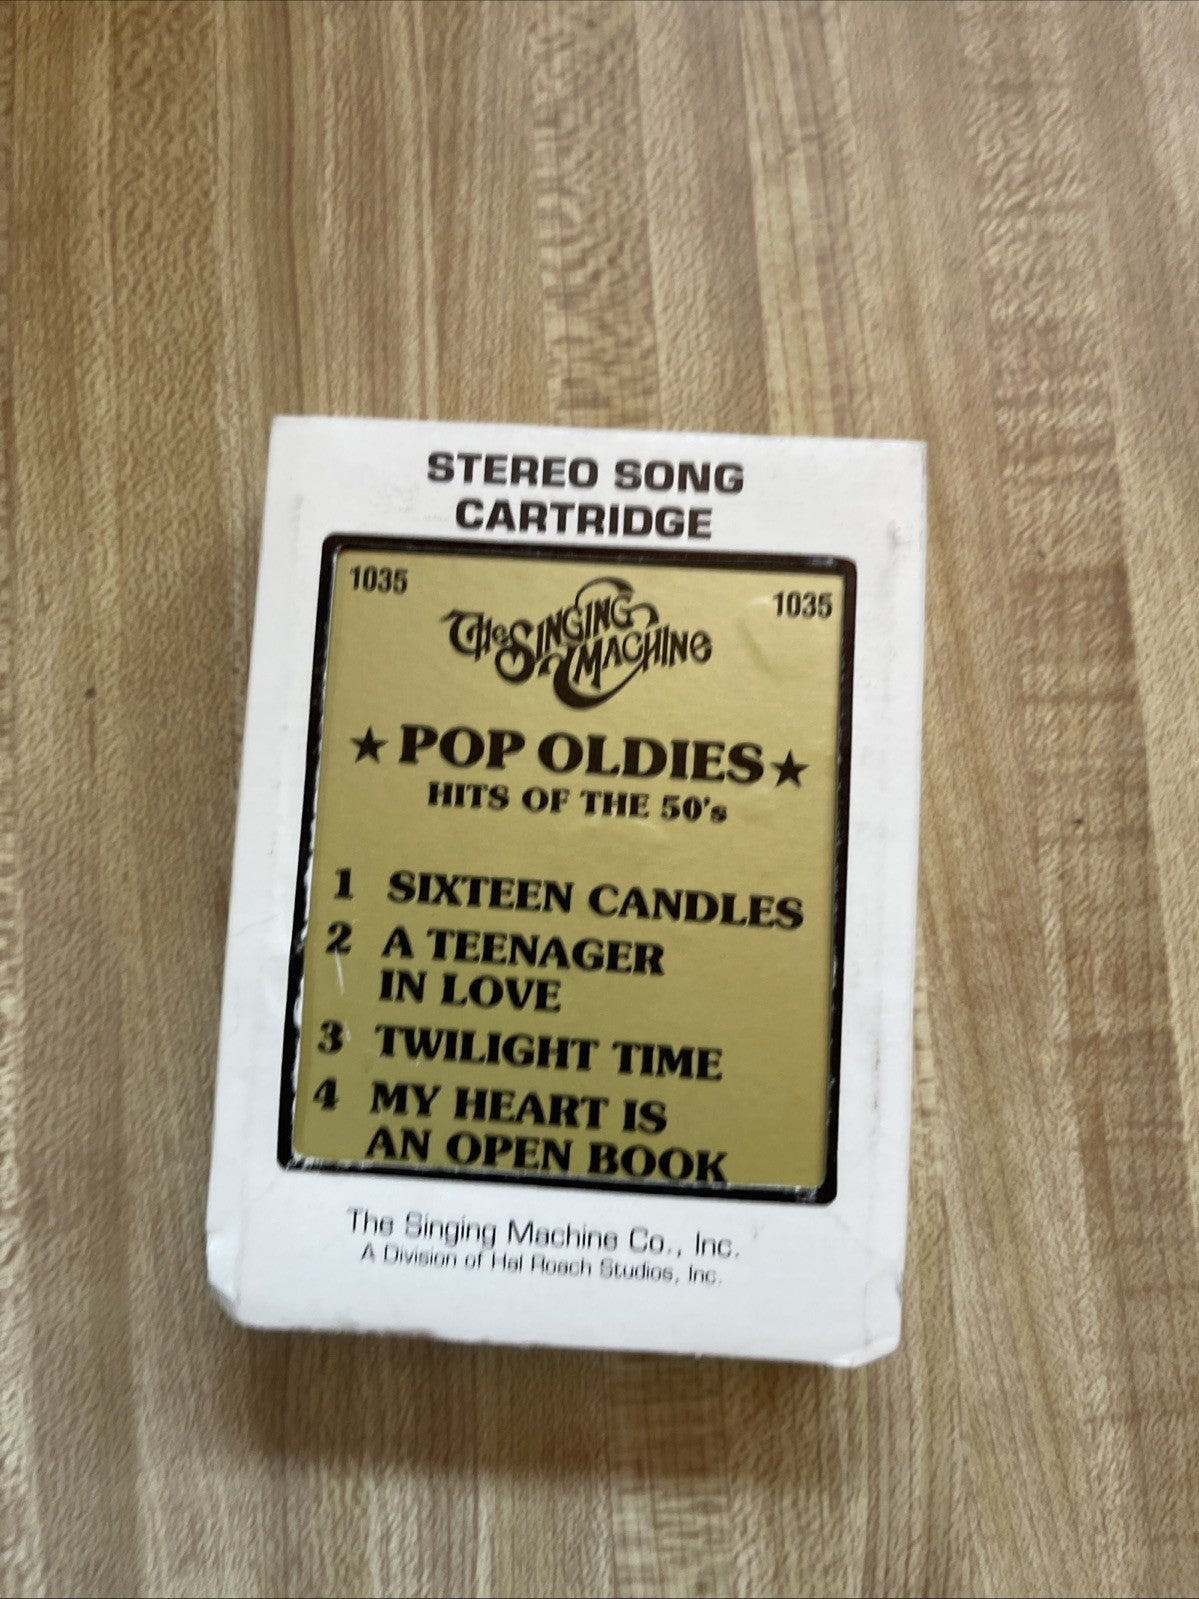 STEREO SONG
CARTRIDGE
1035 1035
The SINGING
MACHINE
★ POP OLDIES ★
HITS OF THE 50's
1 SIXTEEN CANDLES
2 A TEENAGER
IN LOVE
3 TWILIGHT TIME
4 MY HEART IS
AN OPEN BOOK
The Singing Machine Co., Inc.
A Division of Hal Roach Studios, Inc.